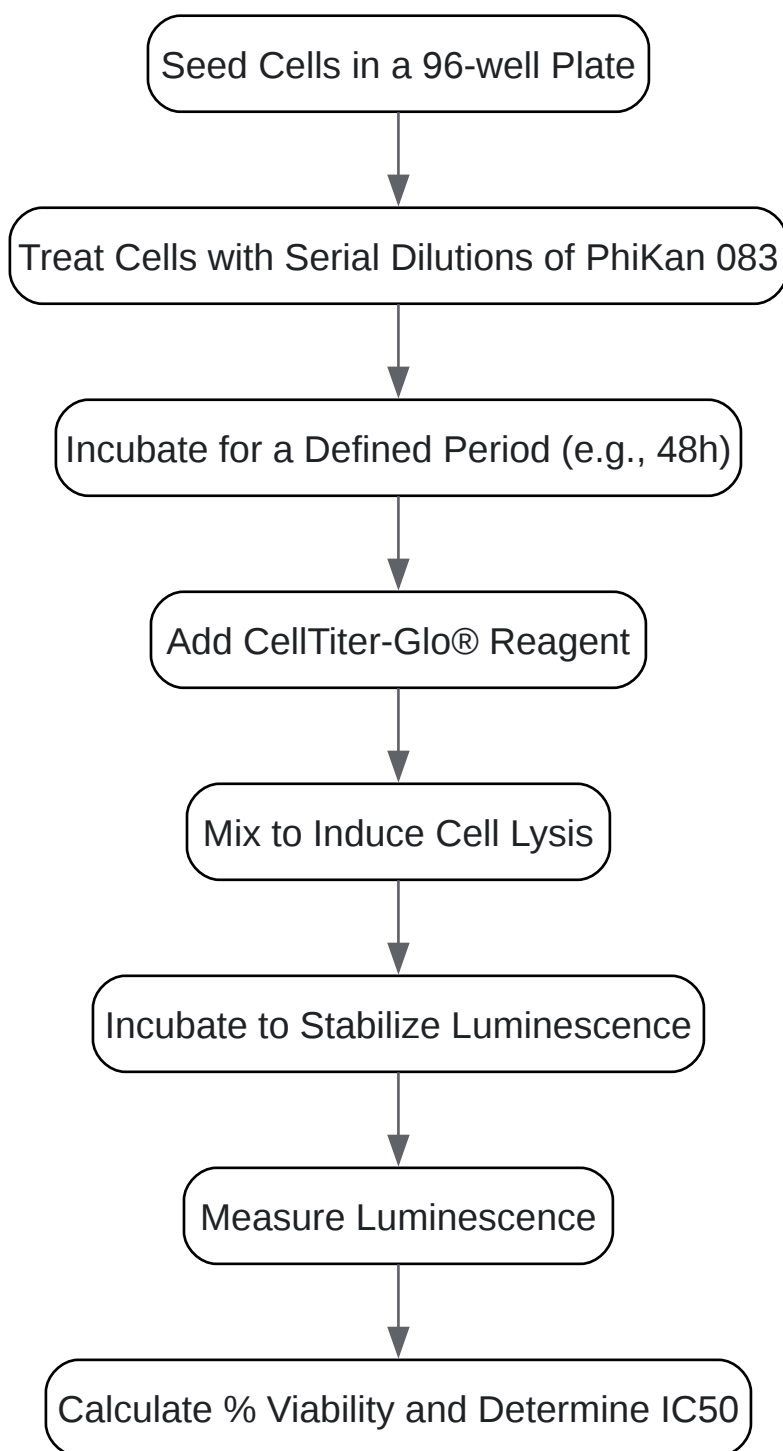 Seed Cells in a 96-well Plate
Treat Cells with Serial Dilutions of PhiKan 083
Incubate for a Defined Period (e.g., 48h)
Add CellTiter-Glo® Reagent
Mix to Induce Cell Lysis
Incubate to Stabilize Luminescence
Measure Luminescence
Calculate % Viability and Determine IC50